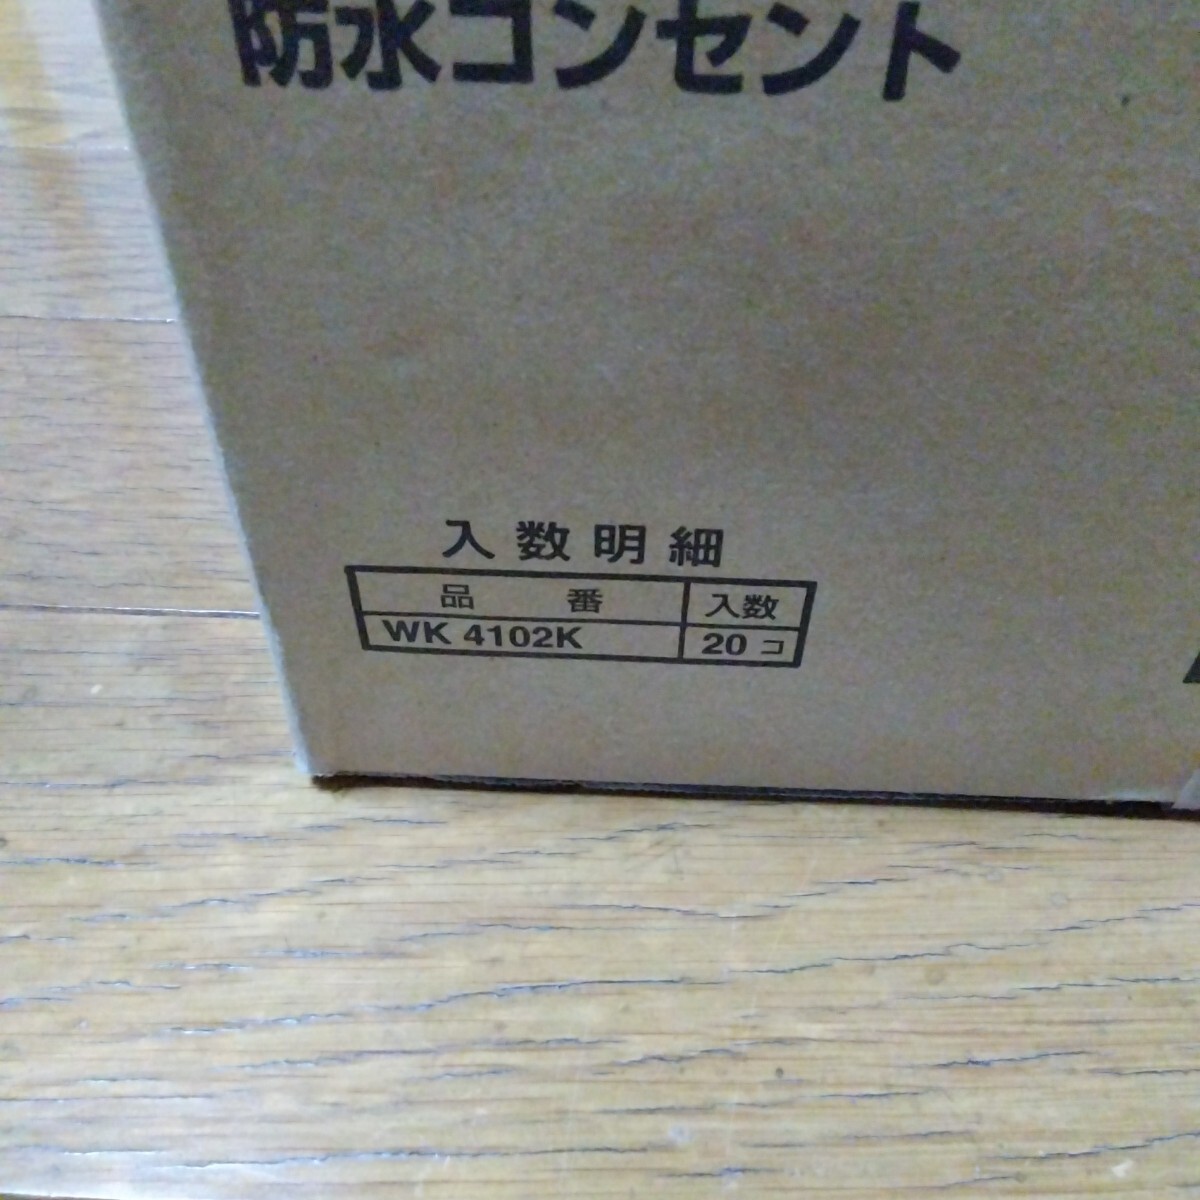 防水コンセント
入数明細
品番 入数
WK 4102K 20 コ